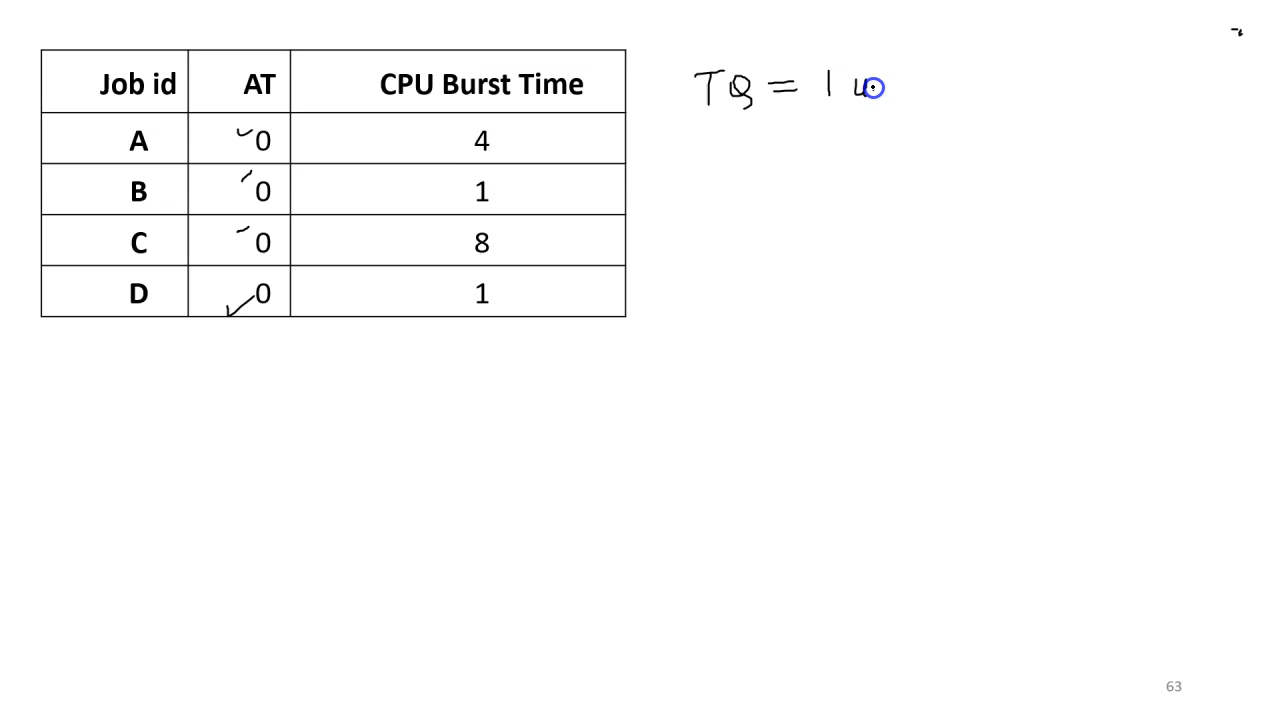 Job id AT CPU Burst Time TQ = 1 u
A 0 4
B 0 1
C 0 8
D 0 1
63